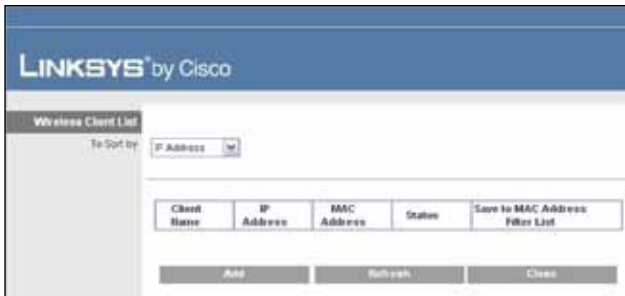 LINKSYS® by Cisco
Wireless Client List
To Sort by
IP Address
Client Name
IP Address
MAC Address
Status
Save to MAC Address Filter List
Add
Refresh
Close